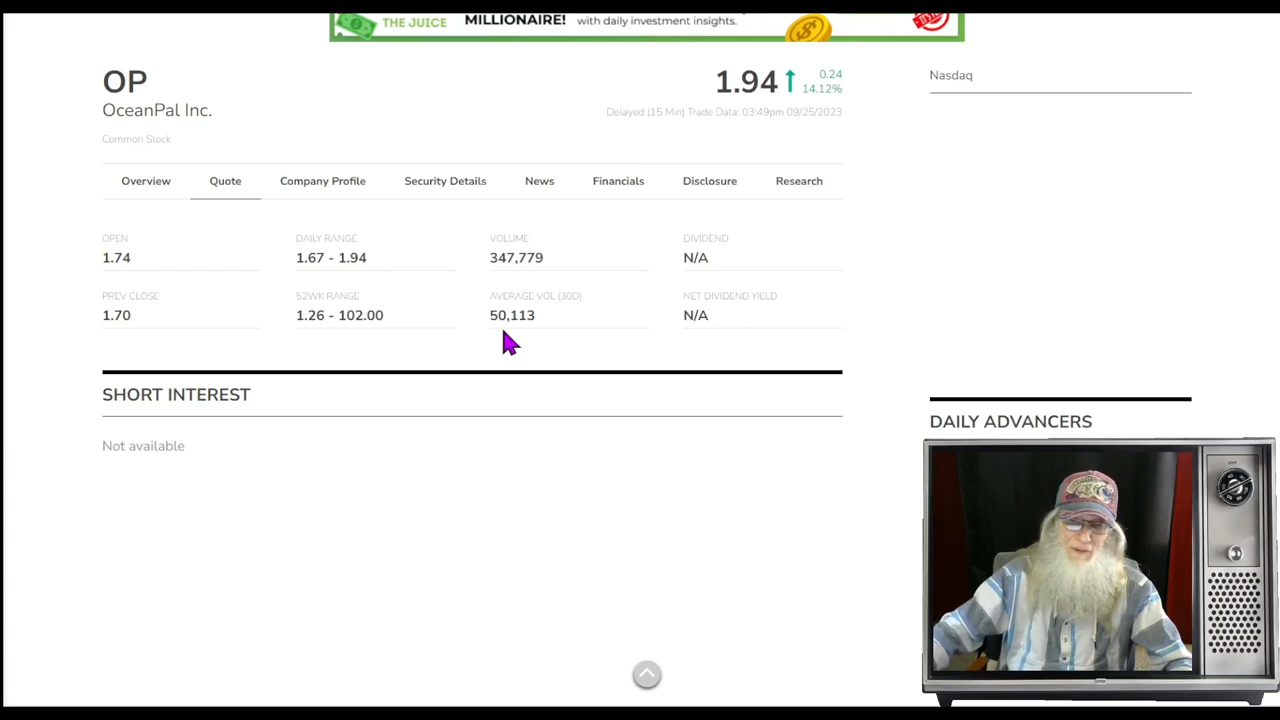 THE JUICE
MILLIONAIRE!
with daily investment insights.
OP
OceanPal Inc.
Common Stock
1.94
0.24
14.12%
Delayed (15 Min) Trade Data: 03:49pm 09/25/2023
Nasdaq
Overview Quote Company Profile Security Details News Financials Disclosure Research
OPEN DAILY RANGE VOLUME DIVIDEND
1.74 1.67 - 1.94 347,779 N/A
PREV CLOSE 52WK RANGE AVERAGE VOL (30D) NET DIVIDEND YIELD
1.70 1.26 - 102.00 50,113 N/A
SHORT INTEREST
Not available
DAILY ADVANCERS